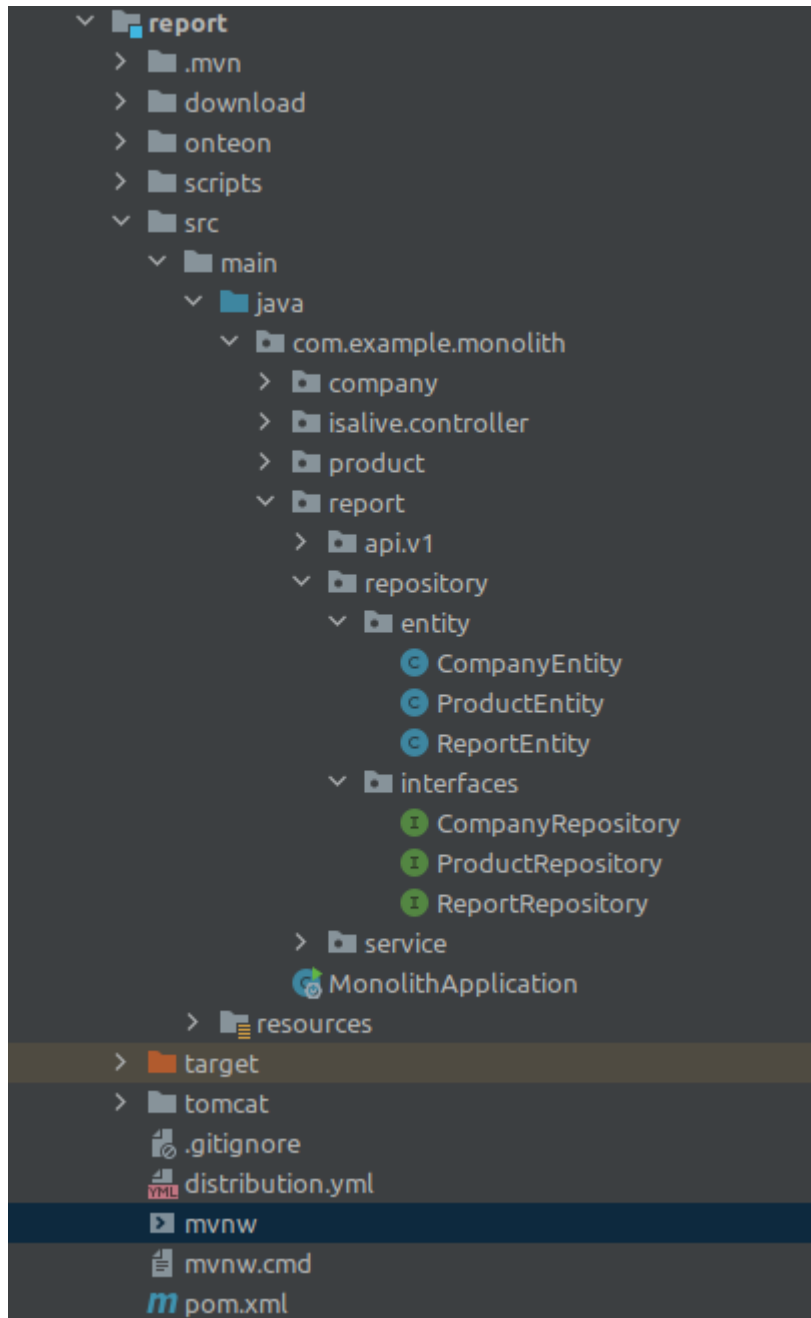 report
.mvn
download
onteon
scripts
src
main
java
com.example.monolith
company
isalive.controller
product
report
api.v1
repository
entity
C CompanyEntity
C ProductEntity
C ReportEntity
interfaces
I CompanyRepository
I ProductRepository
I ReportRepository
service
MonolithApplication
resources
target
tomcat
.gitignore
YML distribution.yml
mvnw
mvnw.cmd
m pom.xml